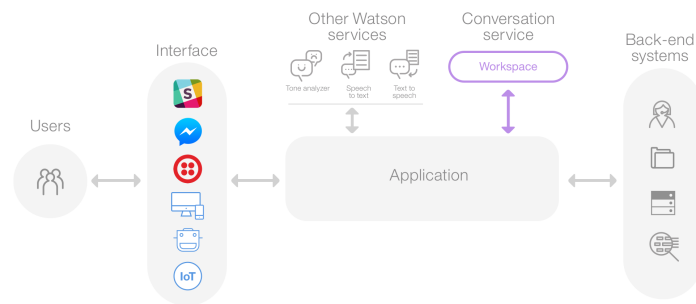 Other Watson
services
Conversation
service
Back-end
systems
Interface
Workspace
Tone analyzer
Speech
to text
Text to
speech
S
Users
Application
IoT